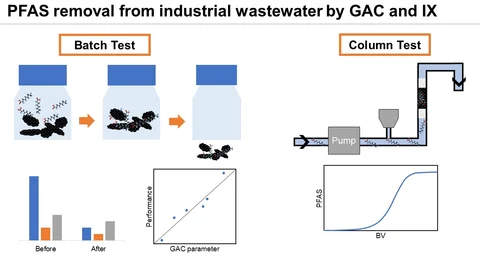 PFAS removal from industrial wastewater by GAC and IX
Batch Test
Column Test
Pump
Before
After
Performance
GAC parameter
PFAS
BV